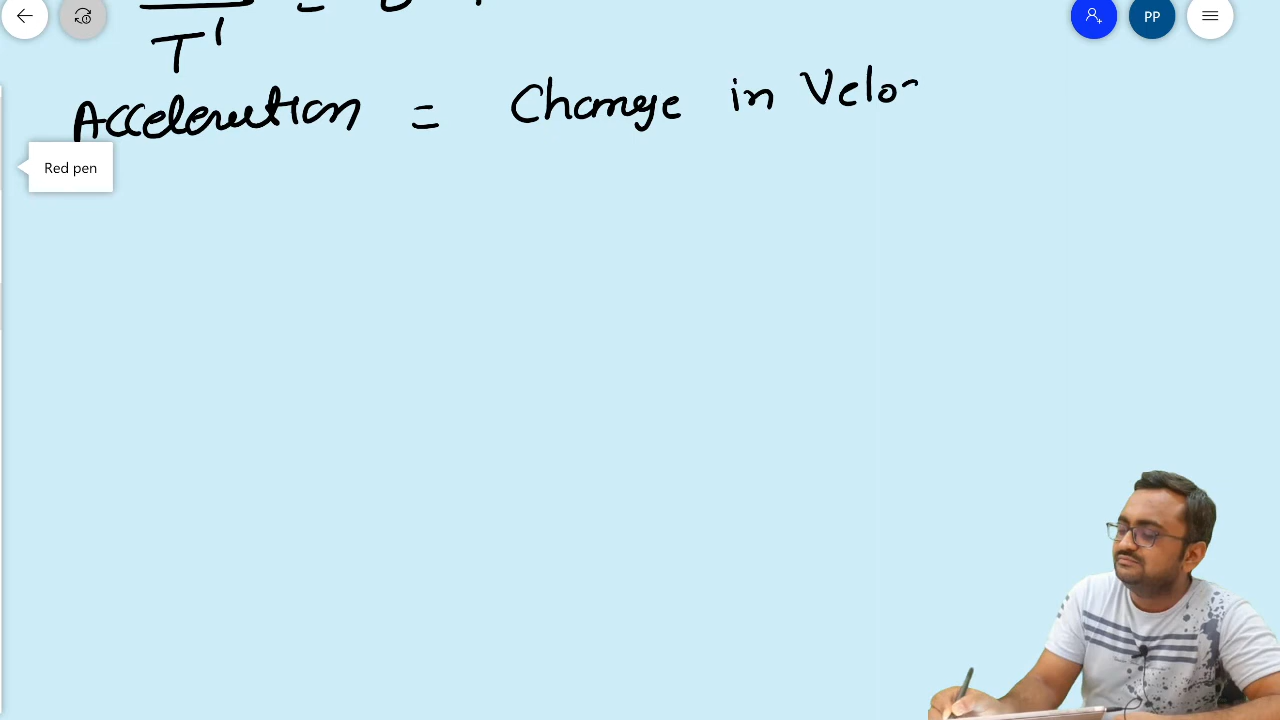 PP
T'
Acceleration = Change in Velo
Red pen